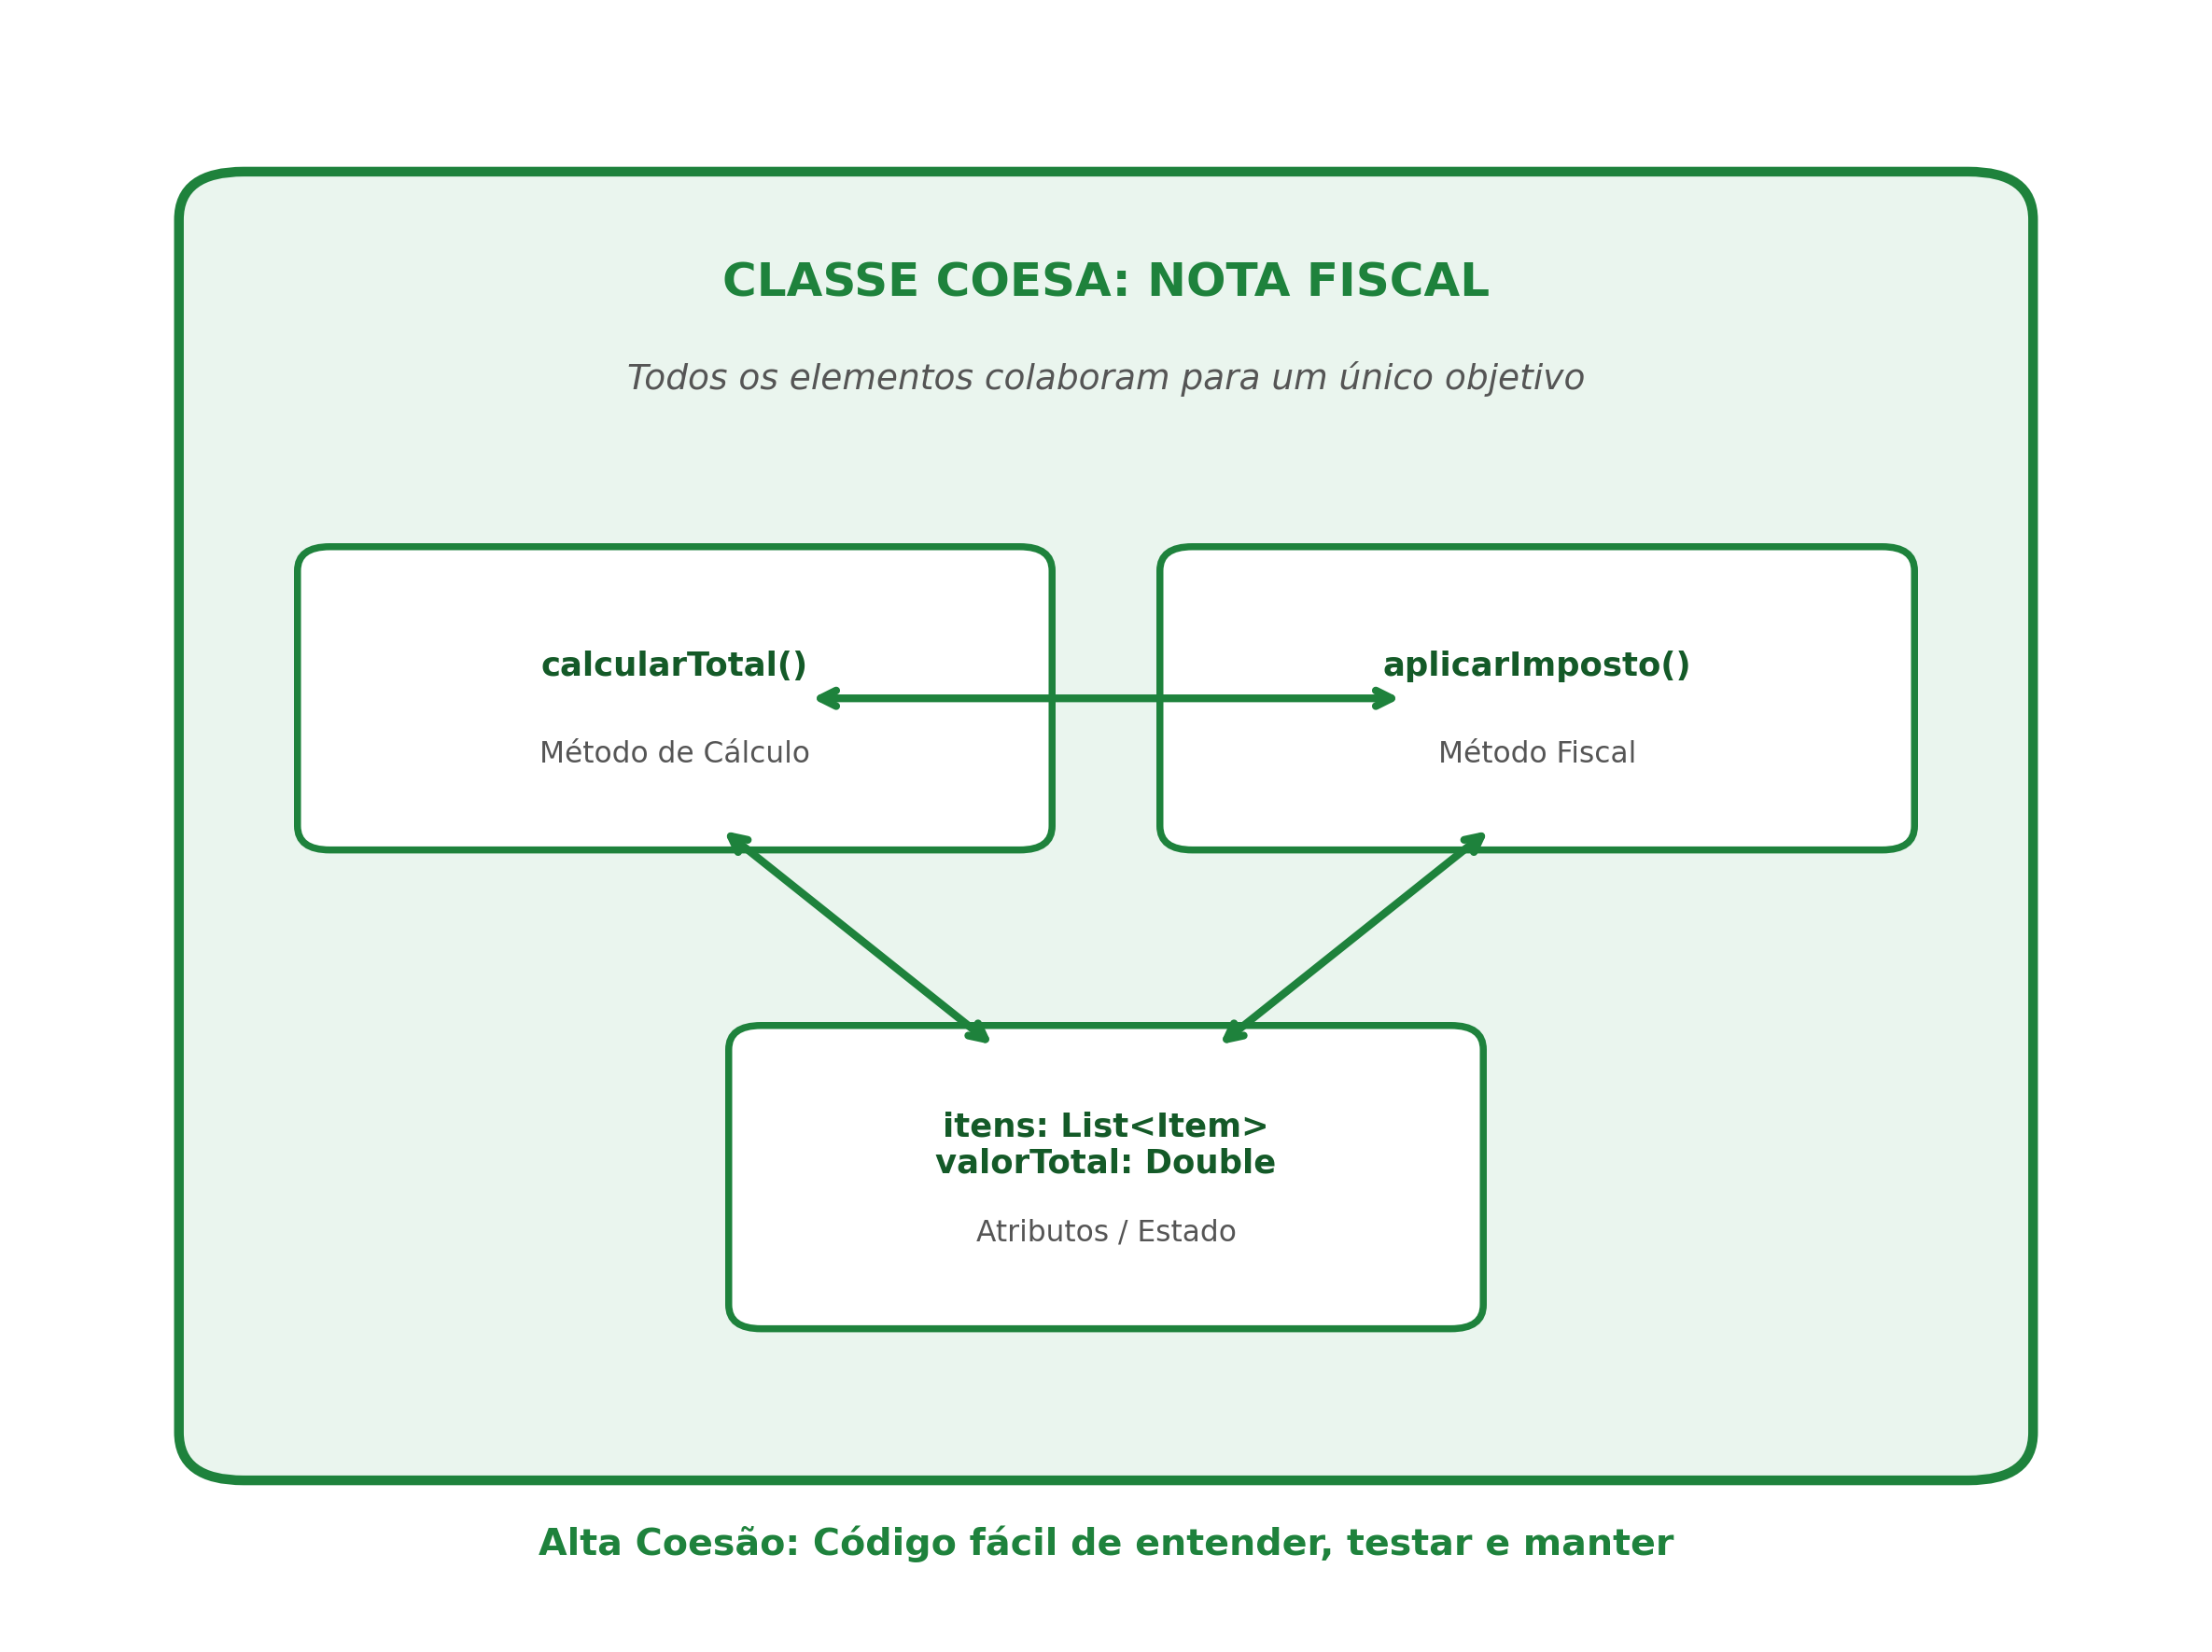 CLASSE COESA: NOTA FISCAL
Todos os elementos colaboram para um único objetivo
calcularTotal()
Método de Cálculo
aplicarImposto()
Método Fiscal
itens: List<Item>
valorTotal: Double
Atributos / Estado
Alta Coesão: Código fácil de entender, testar e manter